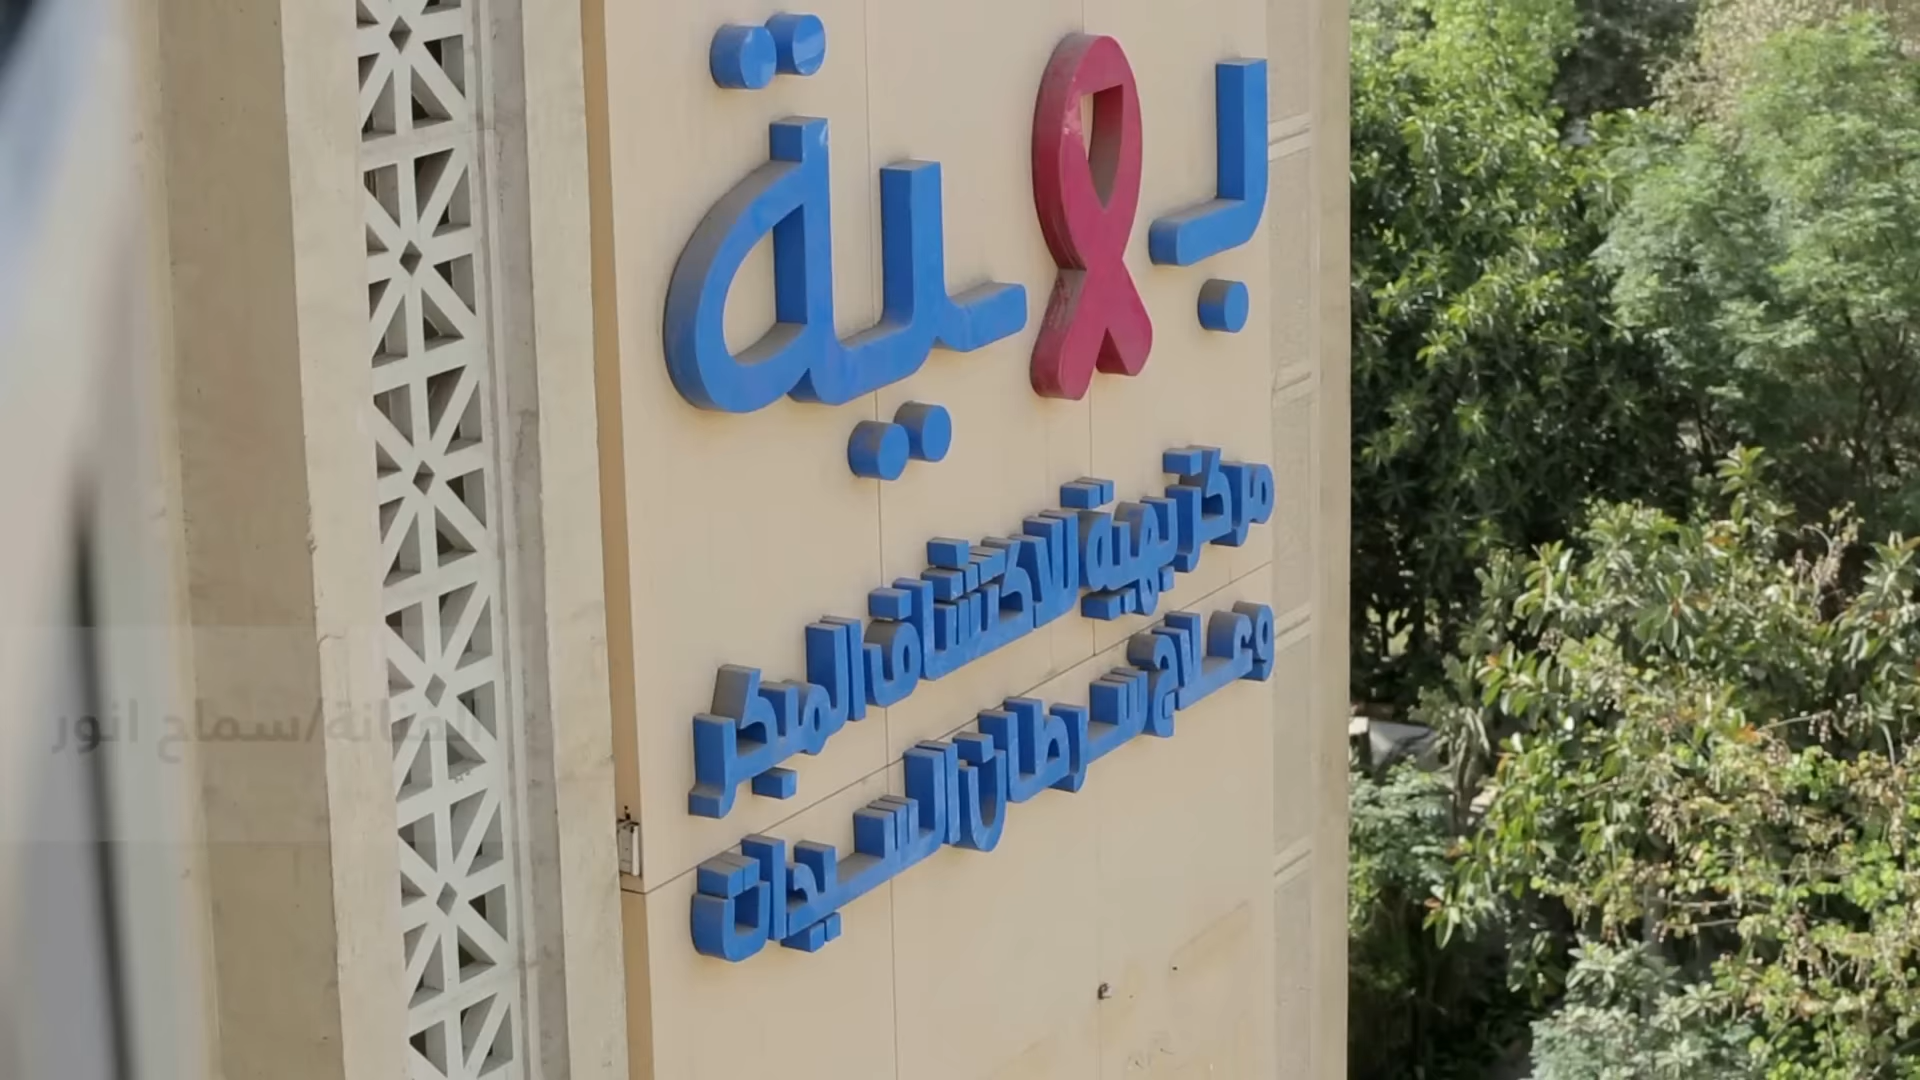 بهية
مركز بهية للاكتشاف المبكر
وعلاج سرطان السيدات
الفنانة/سماح انور